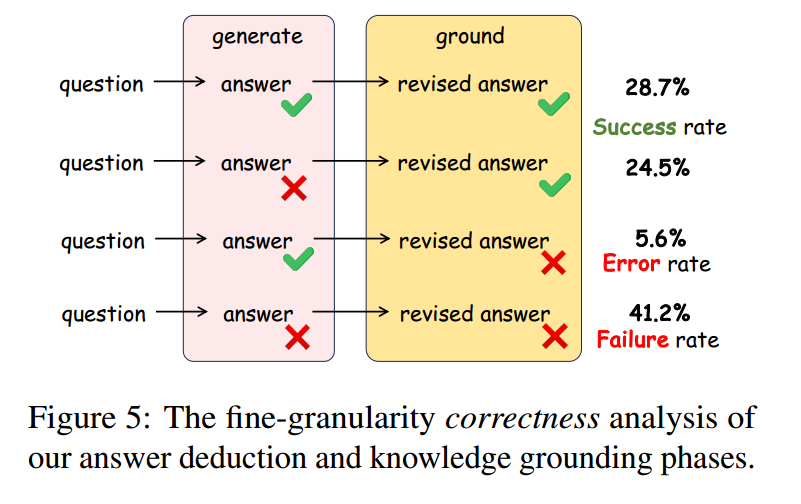 generate ground
question answer revised answer 28.7%
Success rate
question answer revised answer 24.5%
question answer revised answer 5.6%
Error rate
question answer revised answer 41.2%
Failure rate
Figure 5: The fine-granularity correctness analysis of
our answer deduction and knowledge grounding phases.